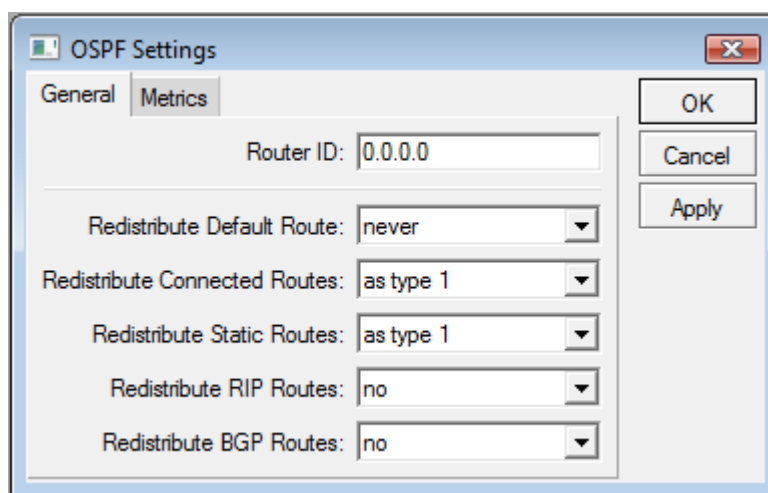 OSPF Settings
General Metrics
OK
Router ID: 0.0.0.0
Cancel
Apply
Redistribute Default Route: never
Redistribute Connected Routes: as type 1
Redistribute Static Routes: as type 1
Redistribute RIP Routes: no
Redistribute BGP Routes: no